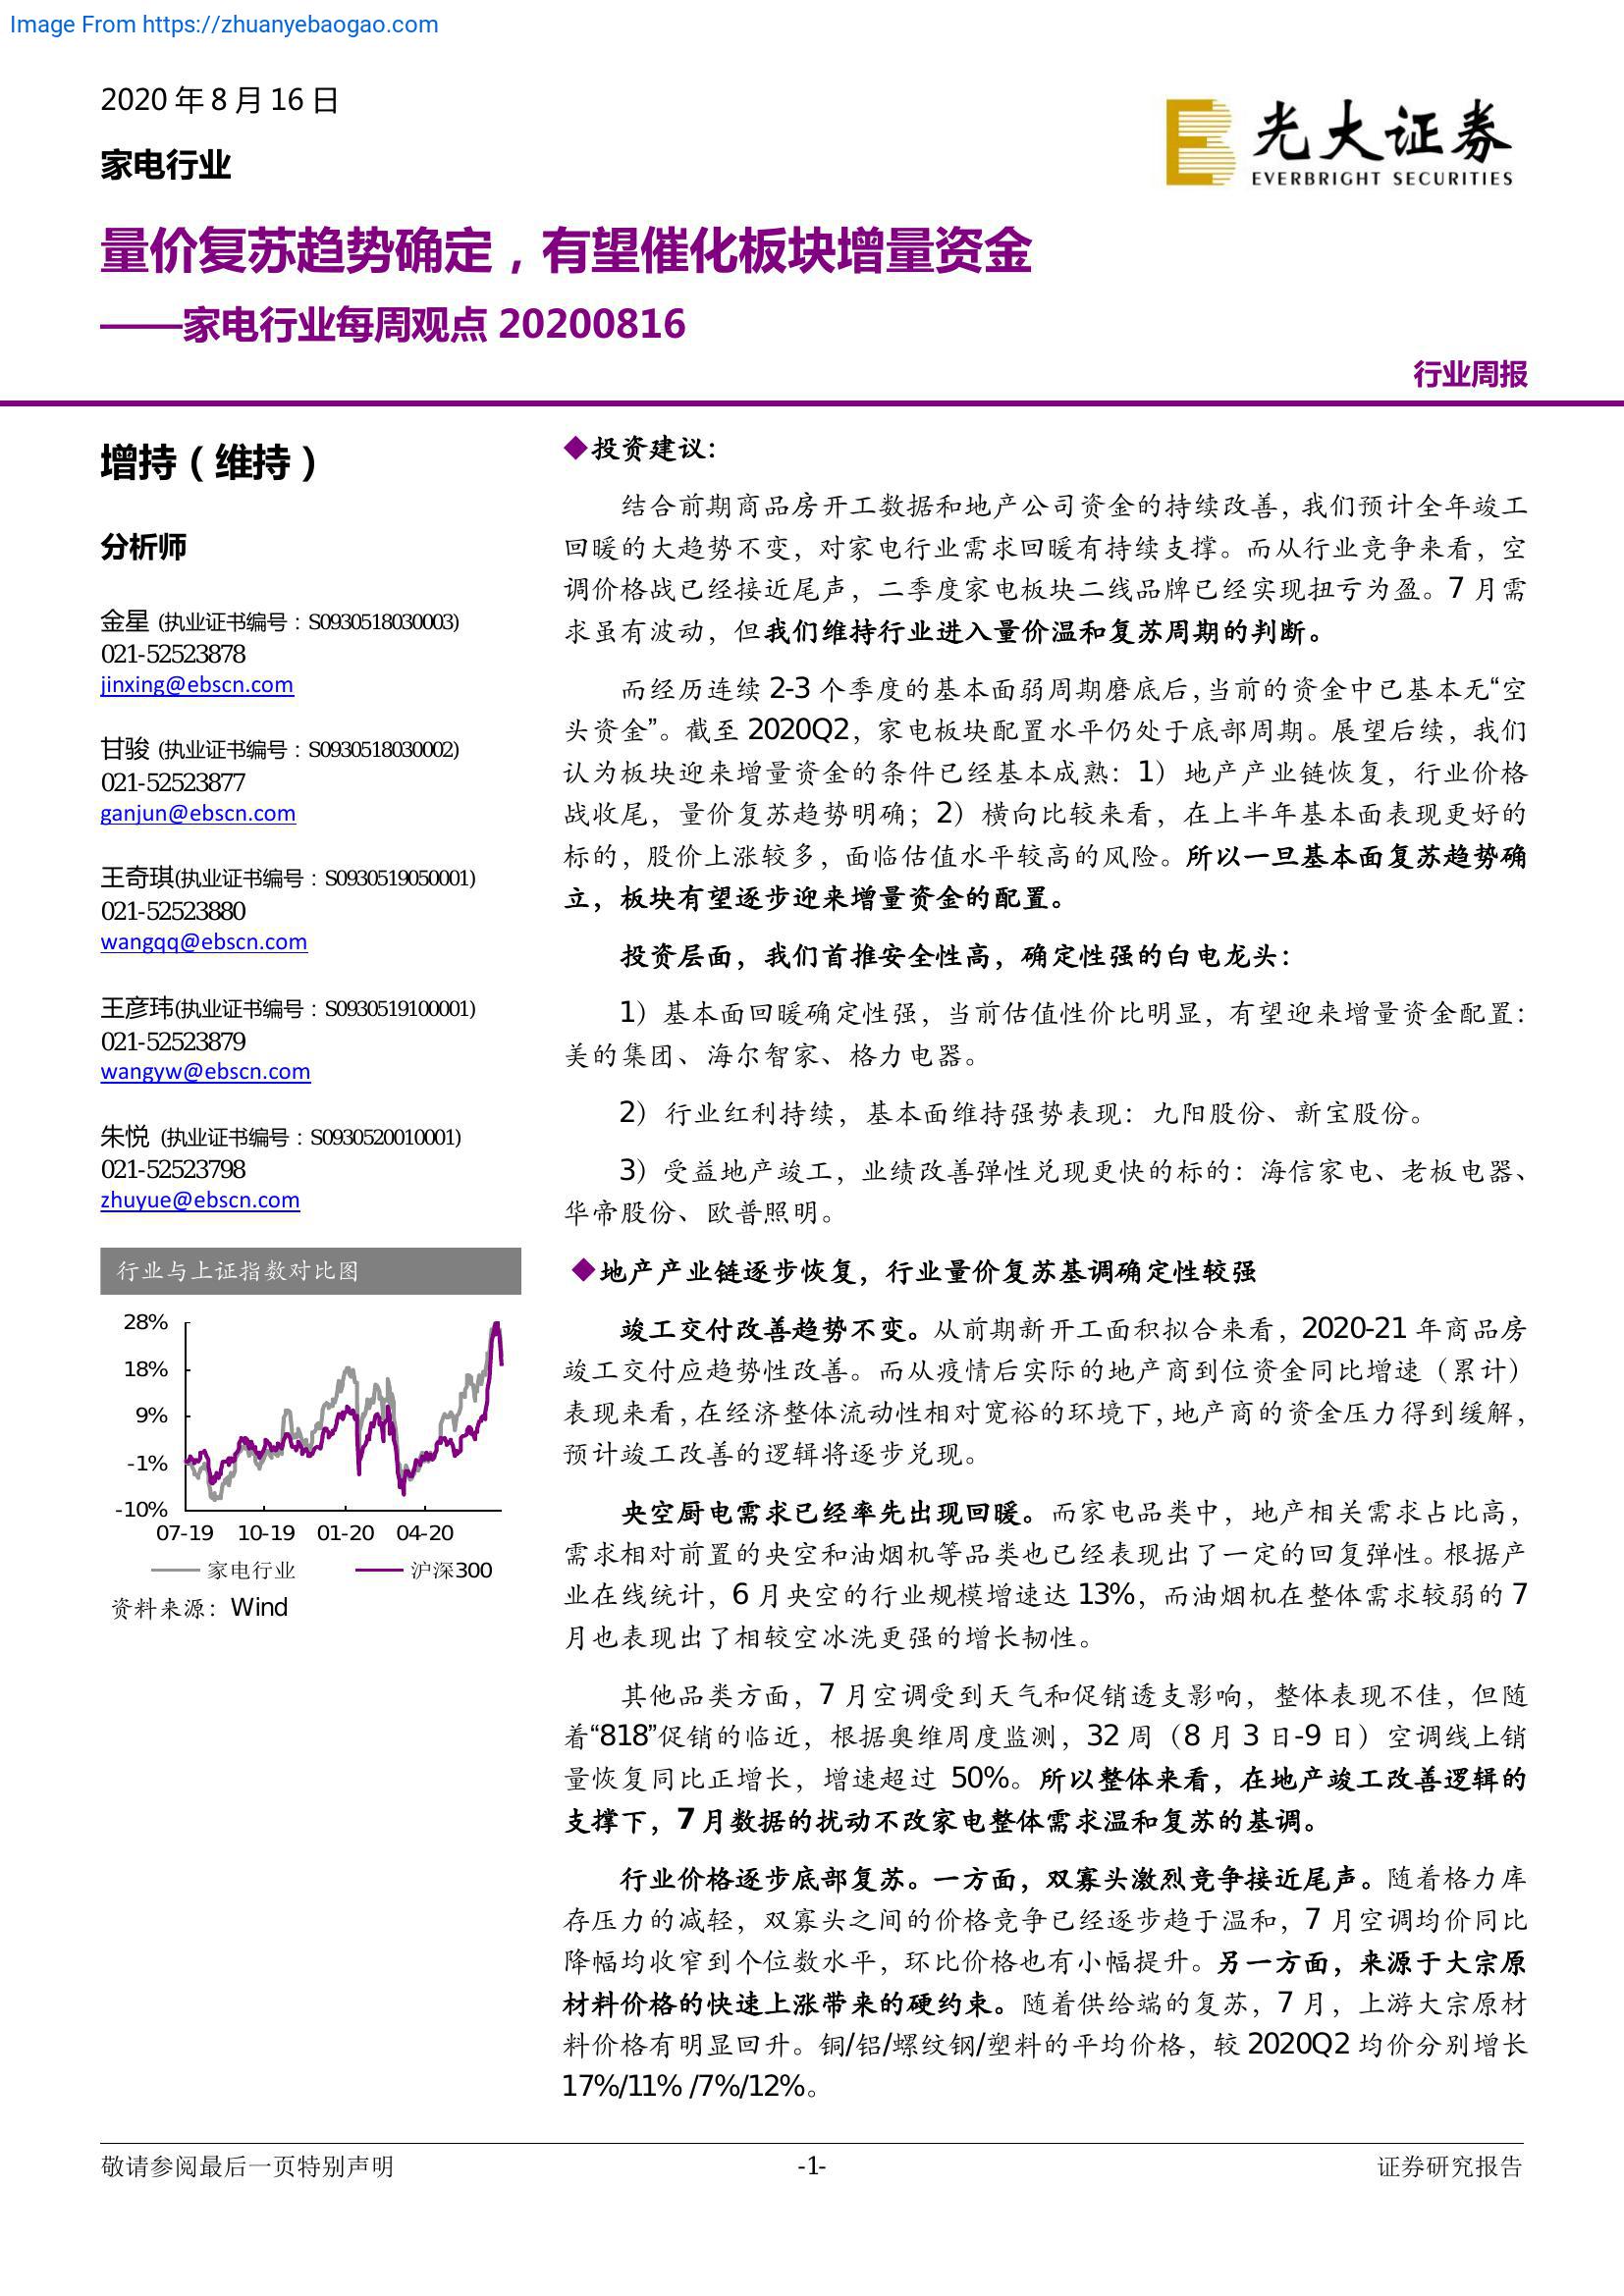 Image From https://zhuanyebaogao.com
2020 年 8 月 16 日
家电行业
光大证券
EVERBRIGHT SECURITIES
量价复苏趋势确定，有望催化板块增量资金
——家电行业每周观点 20200816
行业周报
增持（维持）
分析师
金星 (执业证书编号：S0930518030003)
021-52523878
jinxing@ebscn.com
甘骏 (执业证书编号：S0930518030002)
021-52523877
ganjun@ebscn.com
王奇琪(执业证书编号：S0930519050001)
021-52523880
wangqq@ebscn.com
王彦玮(执业证书编号：S0930519100001)
021-52523879
wangyw@ebscn.com
朱悦 (执业证书编号：S0930520010001)
021-52523798
zhuyue@ebscn.com
行业与上证指数对比图
28%
18%
9%
-1%
-10%
07-19 10-19 01-20 04-20
家电行业 沪深300
资料来源：Wind
◆投资建议：
结合前期商品房开工数据和地产公司资金的持续改善，我们预计全年竣工
回暖的大趋势不变，对家电行业需求回暖有持续支撑。而从行业竞争来看，空
调价格战已经接近尾声，二季度家电板块二线品牌已经实现扭亏为盈。7 月需
求虽有波动，但我们维持行业进入量价温和复苏周期的判断。
而经历连续 2-3 个季度的基本面弱周期磨底后，当前的资金中已基本无“空
头资金”。截至 2020Q2，家电板块配置水平仍处于底部周期。展望后续，我们
认为板块迎来增量资金的条件已经基本成熟：1）地产产业链恢复，行业价格
战收尾，量价复苏趋势明确；2）横向比较来看，在上半年基本面表现更好的
标的，股价上涨较多，面临估值水平较高的风险。所以一旦基本面复苏趋势确
立，板块有望逐步迎来增量资金的配置。
投资层面，我们首推安全性高，确定性强的白电龙头：
1）基本面回暖确定性强，当前估值性价比明显，有望迎来增量资金配置：
美的集团、海尔智家、格力电器。
2）行业红利持续，基本面维持强势表现：九阳股份、新宝股份。
3）受益地产竣工，业绩改善弹性兑现更快的标的：海信家电、老板电器、
华帝股份、欧普照明。
◆地产产业链逐步恢复，行业量价复苏基调确定性较强
竣工交付改善趋势不变。从前期新开工面积拟合来看，2020-21 年商品房
竣工交付应趋势性改善。而从疫情后实际的地产商到位资金同比增速（累计）
表现来看，在经济整体流动性相对宽裕的环境下，地产商的资金压力得到缓解，
预计竣工改善的逻辑将逐步兑现。
央空厨电需求已经率先出现回暖。而家电品类中，地产相关需求占比高，
需求相对前置的央空和油烟机等品类也已经表现出了一定的回复弹性。根据产
业在线统计，6 月央空的行业规模增速达 13%，而油烟机在整体需求较弱的 7
月也表现出了相较空冰洗更强的增长韧性。
其他品类方面，7 月空调受到天气和促销透支影响，整体表现不佳，但随
着“818”促销的临近，根据奥维周度监测，32 周（8 月 3 日-9 日）空调线上销
量恢复同比正增长，增速超过 50%。所以整体来看，在地产竣工改善逻辑的
支撑下，7 月数据的扰动不改家电整体需求温和复苏的基调。
行业价格逐步底部复苏。一方面，双寡头激烈竞争接近尾声。随着格力库
存压力的减轻，双寡头之间的价格竞争已经逐步趋于温和，7 月空调均价同比
降幅均收窄到个位数水平，环比价格也有小幅提升。另一方面，来源于大宗原
材料价格的快速上涨带来的硬约束。随着供给端的复苏，7 月，上游大宗原材
料价格有明显回升。铜/铝/螺纹钢/塑料的平均价格，较 2020Q2 均价分别增长
17%/11% /7%/12%。
敬请参阅最后一页特别声明 -1- 证券研究报告